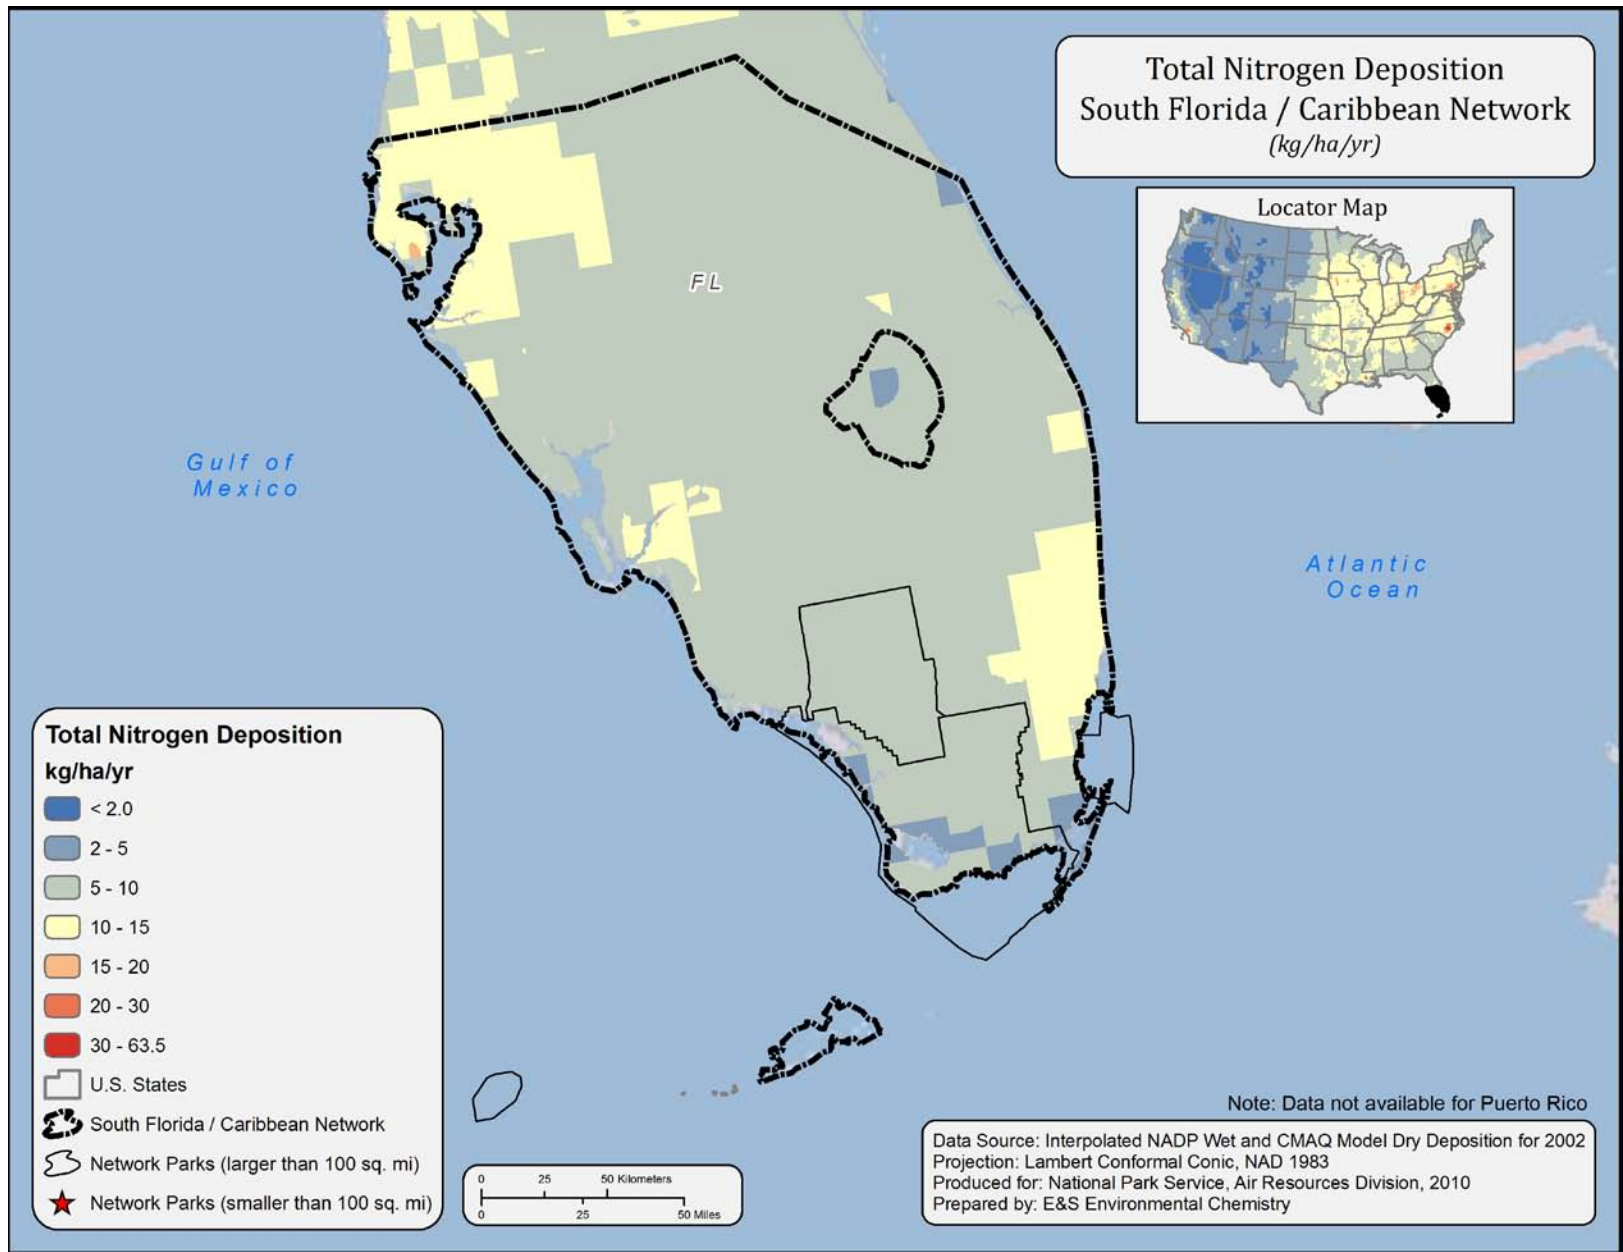 Total Nitrogen Deposition
South Florida / Caribbean Network
(kg/ha/yr)
Locator Map
FL
Gulf of
Mexico
Atlantic
Ocean
Total Nitrogen Deposition
kg/ha/yr
< 2.0
2 - 5
5 - 10
10 - 15
15 - 20
20 - 30
30 - 63.5
U.S. States
South Florida / Caribbean Network
Network Parks (larger than 100 sq. mi)
Network Parks (smaller than 100 sq. mi)
0 25 50 Kilometers
0 25 50 Miles
Note: Data not available for Puerto Rico
Data Source: Interpolated NADP Wet and CMAQ Model Dry Deposition for 2002
Projection: Lambert Conformal Conic, NAD 1983
Produced for: National Park Service, Air Resources Division, 2010
Prepared by: E&S Environmental Chemistry